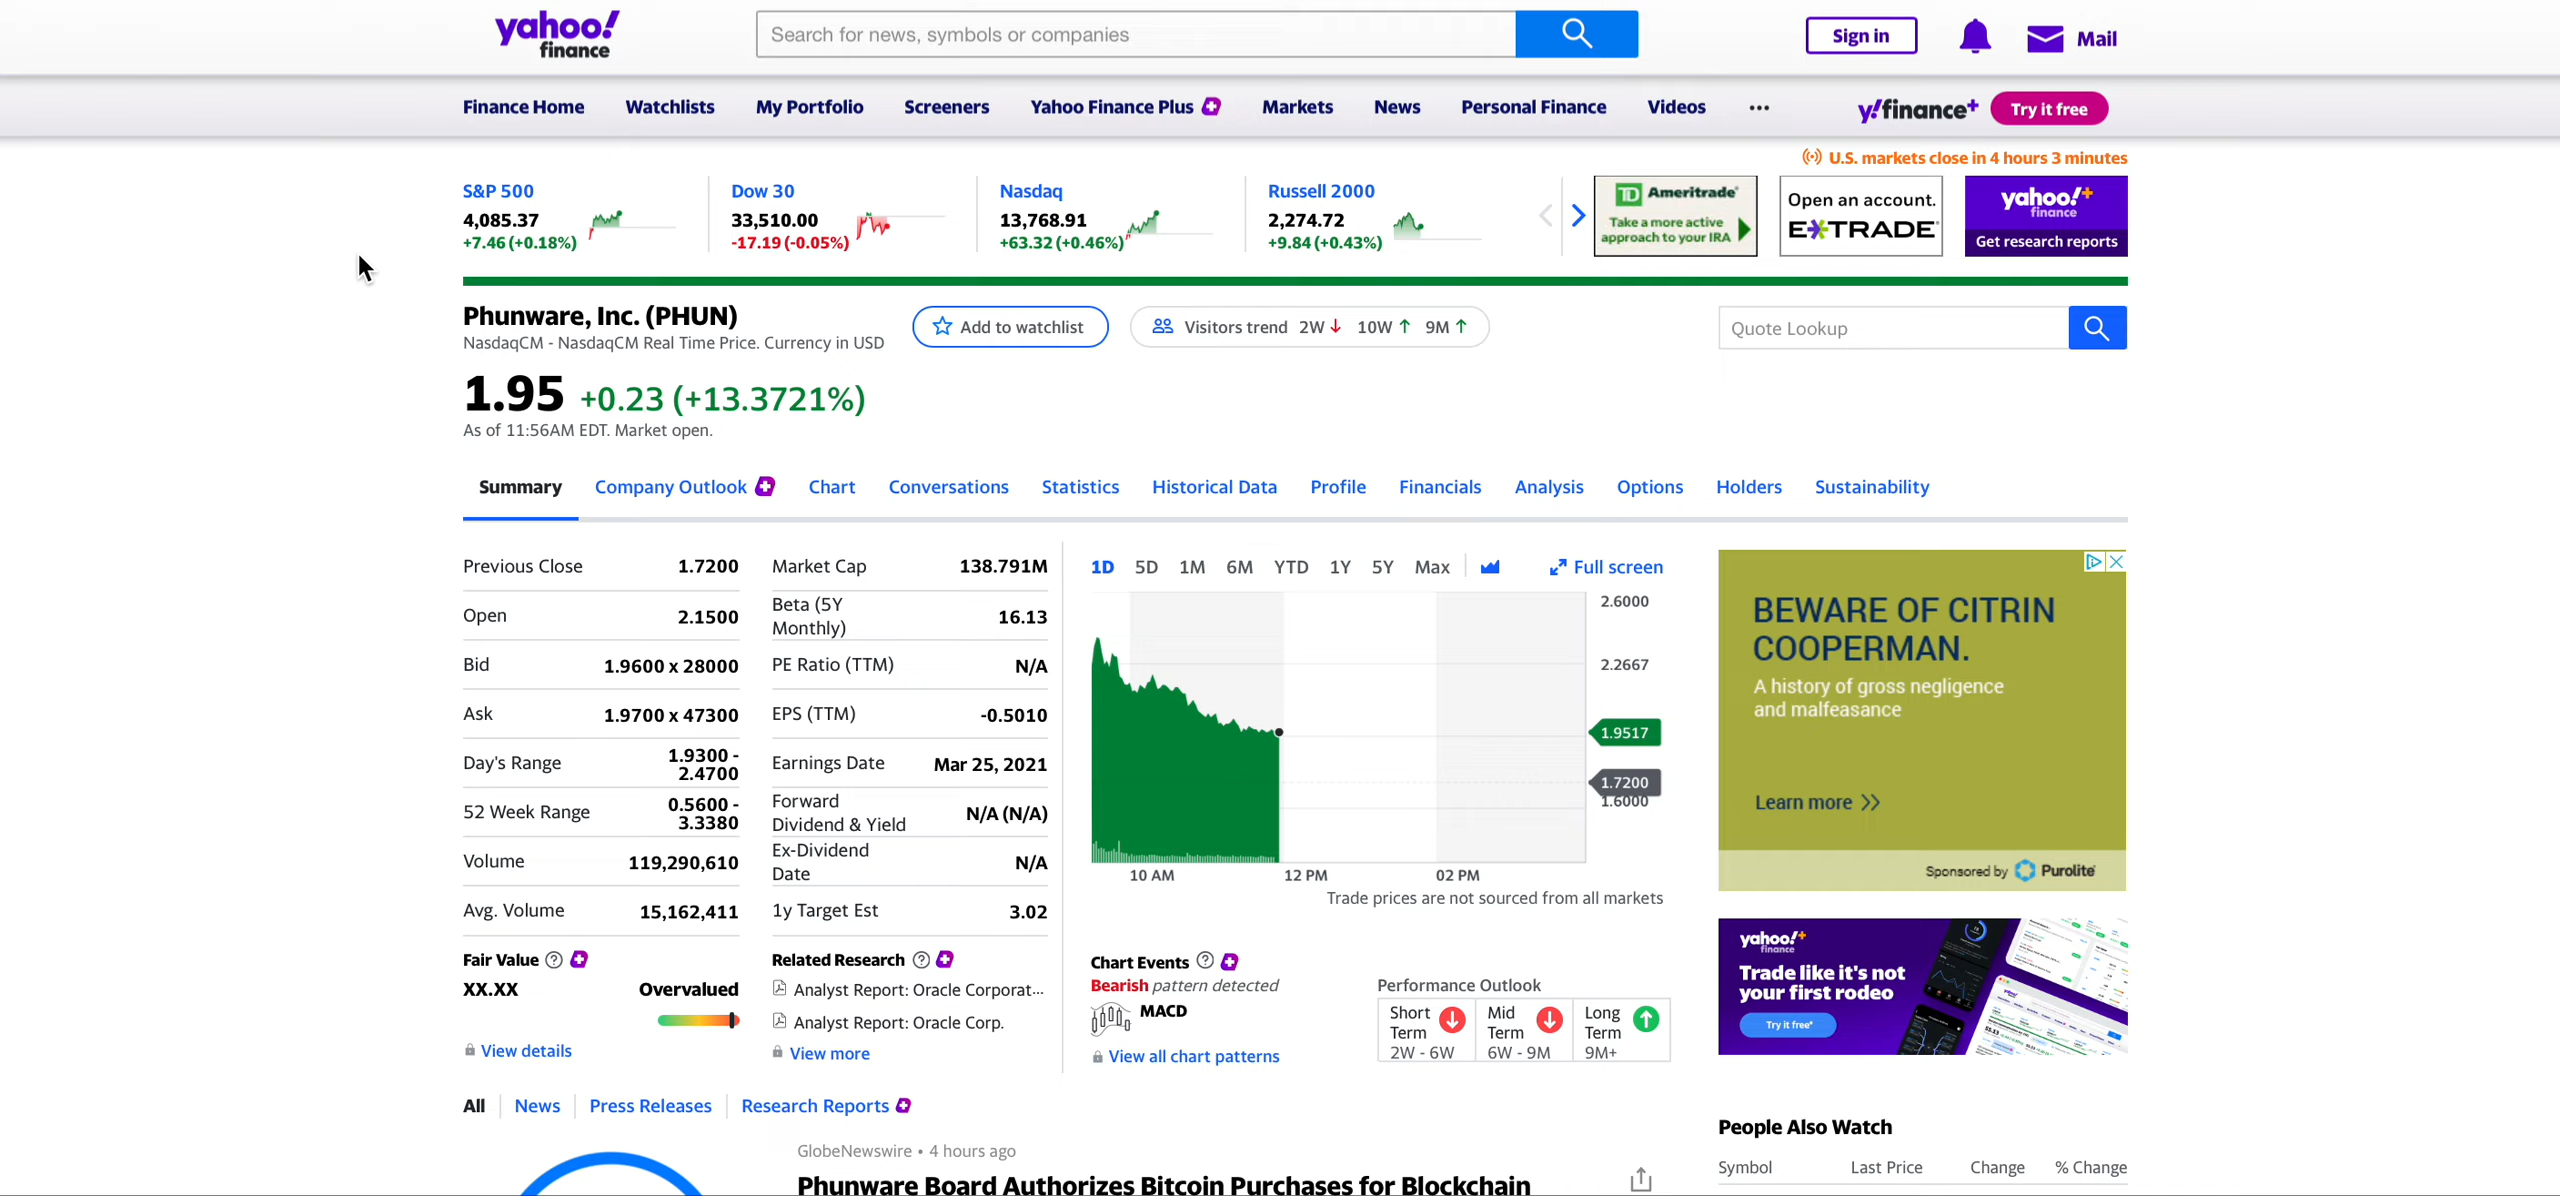 yahoo!
finance
Search for news, symbols or companies
Sign in
Mail
Finance Home Watchlists My Portfolio Screeners Yahoo Finance Plus Markets News Personal Finance Videos ••• y!finance+ Try it free
U.S. markets close in 4 hours 3 minutes
S&P 500
4,085.37
+7.46 (+0.18%)
Dow 30
33,510.00
-17.19 (-0.05%)
Nasdaq
13,768.91
+63.32 (+0.46%)
Russell 2000
2,274.72
+9.84 (+0.43%)
TD Ameritrade
Take a more active
approach to your IRA
Open an account.
E*TRADE
yahoo!+
finance
Get research reports
Phunware, Inc. (PHUN)
NasdaqCM - NasdaqCM Real Time Price. Currency in USD
Add to watchlist
Visitors trend 2W↓ 10W↑ 9M↑
Quote Lookup
1.95 +0.23 (+13.3721%)
As of 11:56AM EDT. Market open.
Summary Company Outlook Chart Conversations Statistics Historical Data Profile Financials Analysis Options Holders Sustainability
Previous Close 1.7200
Open 2.1500
Bid 1.9600 x 28000
Ask 1.9700 x 47300
Day's Range 1.9300 -
2.4700
52 Week Range 0.5600 -
3.3380
Volume 119,290,610
Avg. Volume 15,162,411
Market Cap 138.791M
Beta (5Y
Monthly) 16.13
PE Ratio (TTM) N/A
EPS (TTM) -0.5010
Earnings Date Mar 25, 2021
Forward
Dividend & Yield N/A (N/A)
Ex-Dividend
Date N/A
1y Target Est 3.02
1D 5D 1M 6M YTD 1Y 5Y Max Full screen
2.6000
2.2667
1.9517
1.7200
1.6000
10 AM 12 PM 02 PM
Trade prices are not sourced from all markets
BEWARE OF CITRIN
COOPERMAN.
A history of gross negligence
and malfeasance
Learn more >>
Sponsored by Purolite
Fair Value
XX.XX Overvalued
View details
Related Research
Analyst Report: Oracle Corporat...
Analyst Report: Oracle Corp.
View more
Chart Events
Bearish pattern detected
MACD
View all chart patterns
Performance Outlook
Short
Term
2W - 6W
Mid
Term
6W - 9M
Long
Term
9M+
yahoo!+
finance
Trade like it's not
your first rodeo
Try it free*
All News Press Releases Research Reports
GlobeNewswire • 4 hours ago
Phunware Board Authorizes Bitcoin Purchases for Blockchain
People Also Watch
Symbol Last Price Change % Change